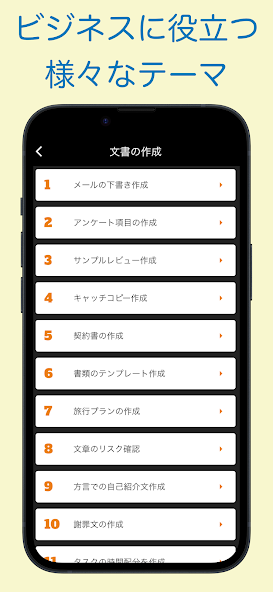 ビジネスに役立つ
様々なテーマ
文書の作成
1 メールの下書き作成
2 アンケート項目の作成
3 サンプルレビュー作成
4 キャッチコピー作成
5 契約書の作成
6 書類のテンプレート作成
7 旅行プランの作成
8 文章のリスク確認
9 方言での自己紹介文作成
10 謝罪文の作成
11 タスクの時間配分を作成